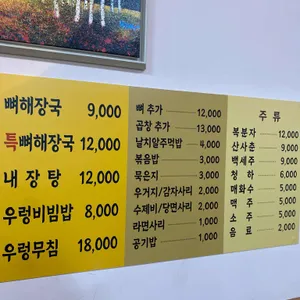 뼈해장국 9,000
특뼈해장국 12,000
내장탕 12,000
우렁비빔밥 8,000
우렁무침 18,000
뼈 추가 12,000
곱창 추가 13,000
날치알주먹밥 4,000
볶음밥 3,000
묵은지 3,000
우거지/감자사리 2,000
수제비/당면사리 2,000
라면사리 1,000
공기밥 1,000
주 류
복분자 12,000
산사춘 9,000
백세주 9,000
청 하 6,000
매화수 5,000
맥 주 5,000
소 주 5,000
음 료 2,000